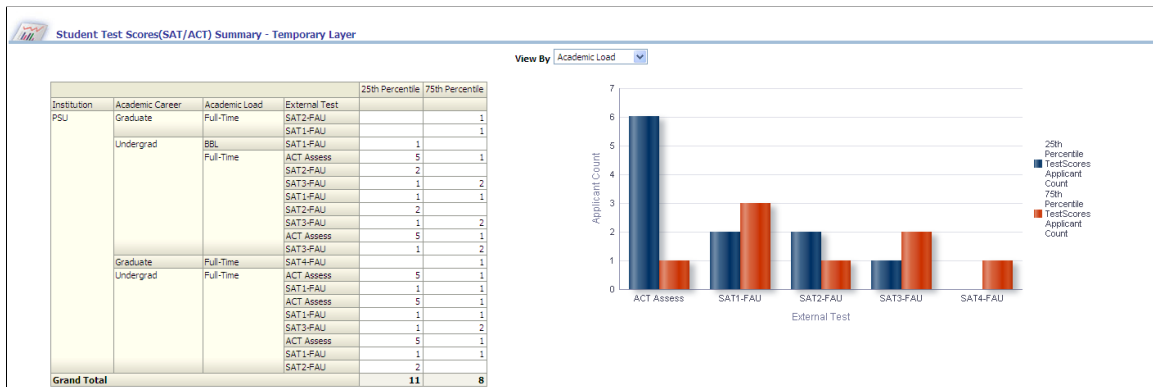 Student Test Scores(SAT/ACT) Summary - Temporary Layer
View By Academic Load
25th Percentile 75th Percentile
Institution Academic Career Academic Load External Test
PSU Graduate Full-Time SAT2-FAU 1
SAT1-FAU 1
Undergrad BBL SAT1-FAU 1
Full-Time ACT Assess 5 1
SAT2-FAU 2
SAT3-FAU 1 2
SAT1-FAU 1 1
SAT2-FAU 2
SAT3-FAU 1 2
ACT Assess 5 1
SAT3-FAU 1 2
Graduate Full-Time SAT4-FAU 1
Undergrad Full-Time ACT Assess 5 1
SAT1-FAU 1 1
ACT Assess 5 1
SAT1-FAU 1 1
SAT3-FAU 1 2
ACT Assess 5 1
SAT1-FAU 1 1
SAT2-FAU 2
Grand Total 11 8
7
6
5
4
3
2
1
0
Applicant Count
ACT Assess SAT1-FAU SAT2-FAU SAT3-FAU SAT4-FAU
External Test
25th
Percentile
TestScores
Applicant
Count
75th
Percentile
TestScores
Applicant
Count